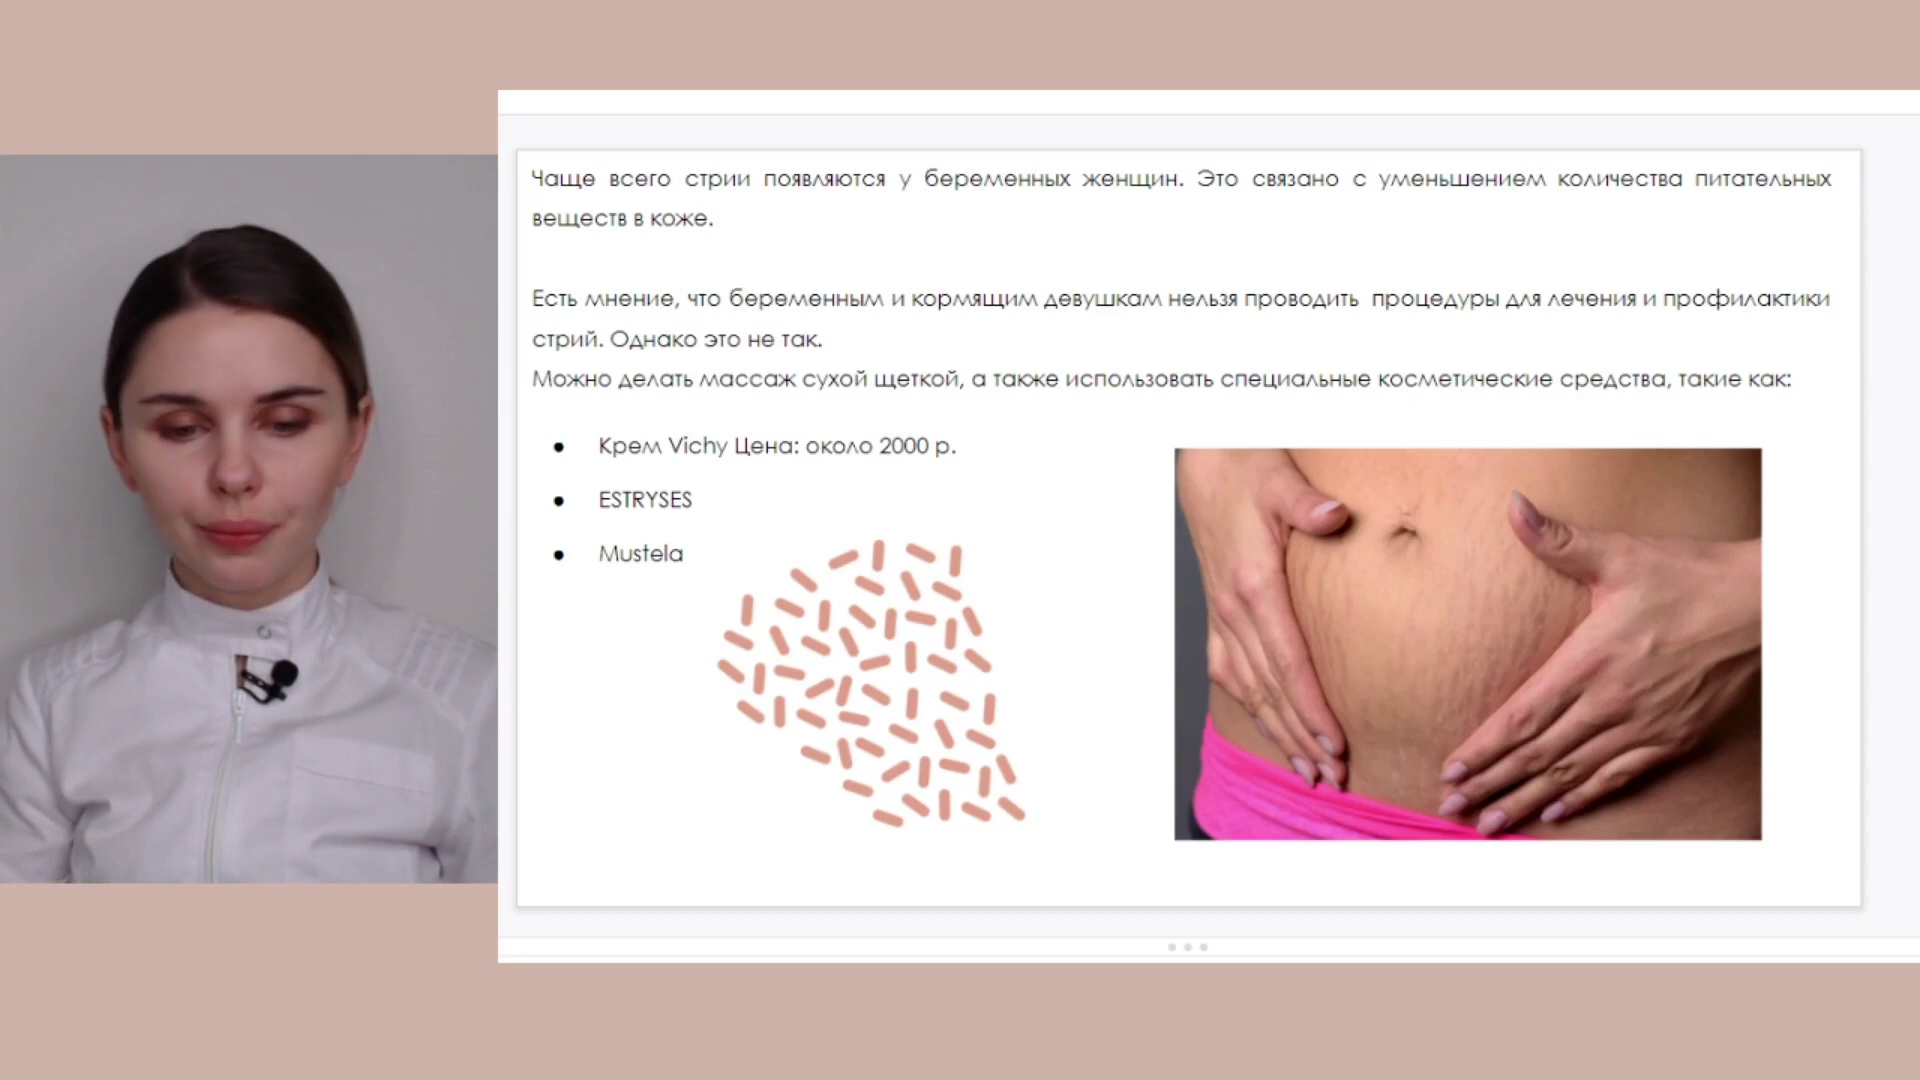 Чаще всего стрии появляются у беременных женщин. Это связано с уменьшением количества питательных
веществ в коже.
Есть мнение, что беременным и кормящим девушкам нельзя проводить процедуры для лечения и профилактики
стрий. Однако это не так.
Можно делать массаж сухой щеткой, а также использовать специальные косметические средства, такие как:
● Крем Vichy Цена: около 2000 р.
● ESTRYSES
● Mustela